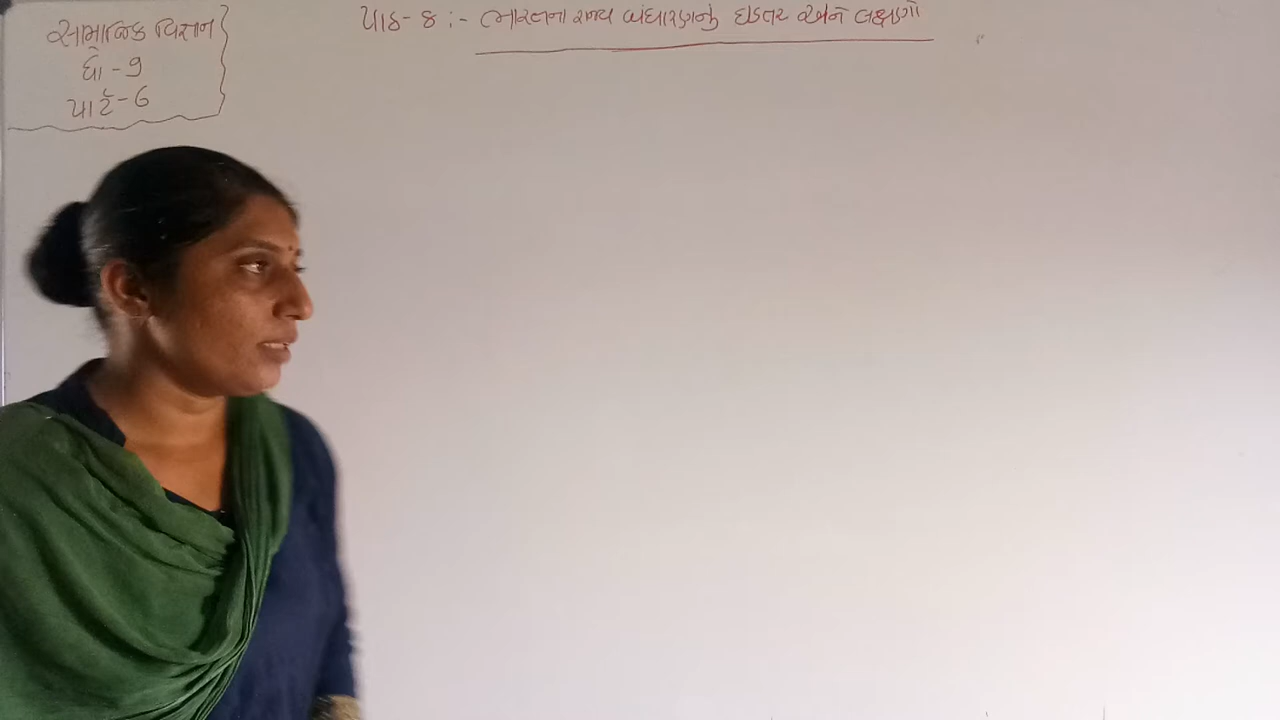 સામાજિક વિજ્ઞાન
ધો - 9
પાર્ટ - 6
પાઠ - 8 :- ભારતના રાજ્ય બંધારણનું ઘડતર અને લક્ષણો